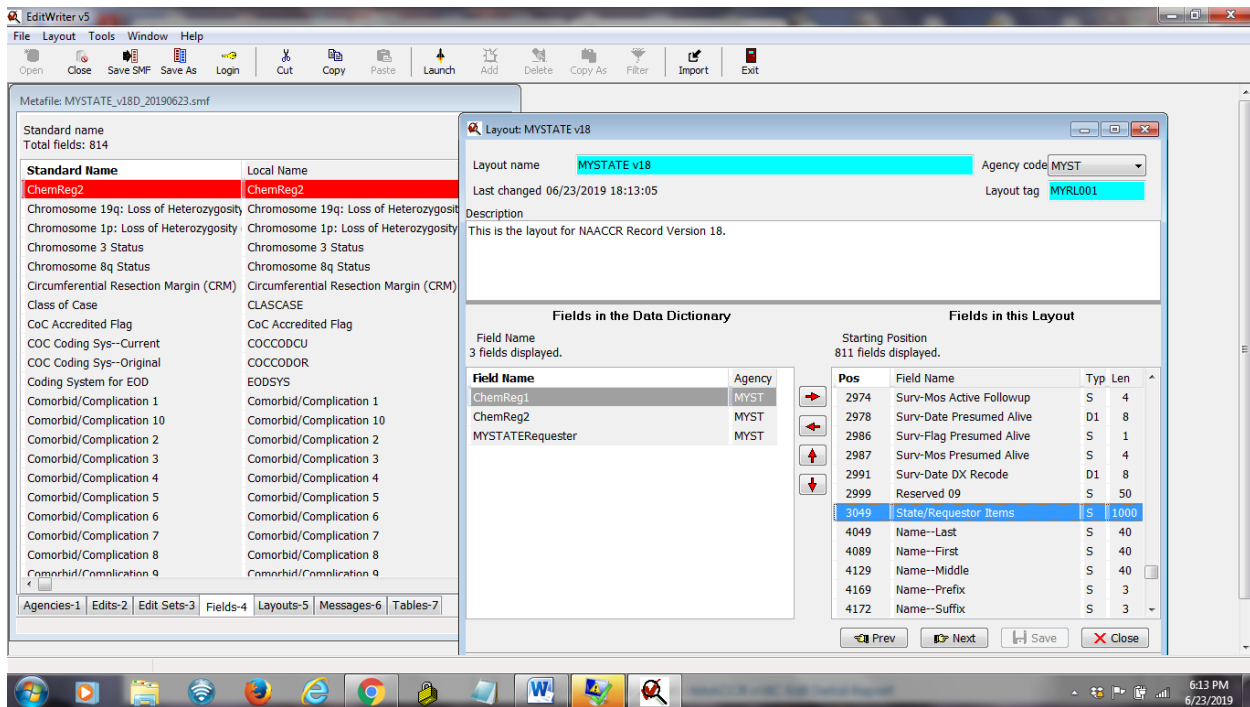 EditWriter v5
File Layout Tools Window Help
Open Close Save SMF Save As Login Cut Copy Paste Launch Add Delete Copy As Filter Import Exit
Metafile: MYSTATE_v18D_20190623.smf
Standard name
Total fields: 814
Standard Name Local Name
ChemReg2 ChemReg2
Chromosome 19q: Loss of Heterozygosity Chromosome 19q: Loss of Heterozygosit
Chromosome 1p: Loss of Heterozygosity Chromosome 1p: Loss of Heterozygosity
Chromosome 3 Status Chromosome 3 Status
Chromosome 8q Status Chromosome 8q Status
Circumferential Resection Margin (CRM) Circumferential Resection Margin (CRM)
Class of Case CLASCASE
CoC Accredited Flag CoC Accredited Flag
COC Coding Sys--Current COCCODCU
COC Coding Sys--Original COCCODOR
Coding System for EOD EODSYS
Comorbid/Complication 1 Comorbid/Complication 1
Comorbid/Complication 10 Comorbid/Complication 10
Comorbid/Complication 2 Comorbid/Complication 2
Comorbid/Complication 3 Comorbid/Complication 3
Comorbid/Complication 4 Comorbid/Complication 4
Comorbid/Complication 5 Comorbid/Complication 5
Comorbid/Complication 6 Comorbid/Complication 6
Comorbid/Complication 7 Comorbid/Complication 7
Comorbid/Complication 8 Comorbid/Complication 8
Comorbid/Complication 9 Comorbid/Complication 9
Agencies-1 Edits-2 Edit Sets-3 Fields-4 Layouts-5 Messages-6 Tables-7
Layout: MYSTATE v18
Layout name MYSTATE v18 Agency code MYST
Last changed 06/23/2019 18:13:05 Layout tag MYRL001
Description
This is the layout for NAACCR Record Version 18.
Fields in the Data Dictionary
Field Name
3 fields displayed.
Field Name Agency
ChemReg1 MYST
ChemReg2 MYST
MYSTATERequester MYST
Fields in this Layout
Starting Position
811 fields displayed.
Pos Field Name Typ Len
2974 Surv-Mos Active Followup S 4
2978 Surv-Date Presumed Alive D1 8
2986 Surv-Flag Presumed Alive S 1
2987 Surv-Mos Presumed Alive S 4
2991 Surv-Date DX Recode D1 8
2999 Reserved 09 S 50
3049 State/Requestor Items S 1000
4049 Name--Last S 40
4089 Name--First S 40
4129 Name--Middle S 40
4169 Name--Prefix S 3
4172 Name--Suffix S 3
Prev Next Save Close
6:13 PM
6/23/2019